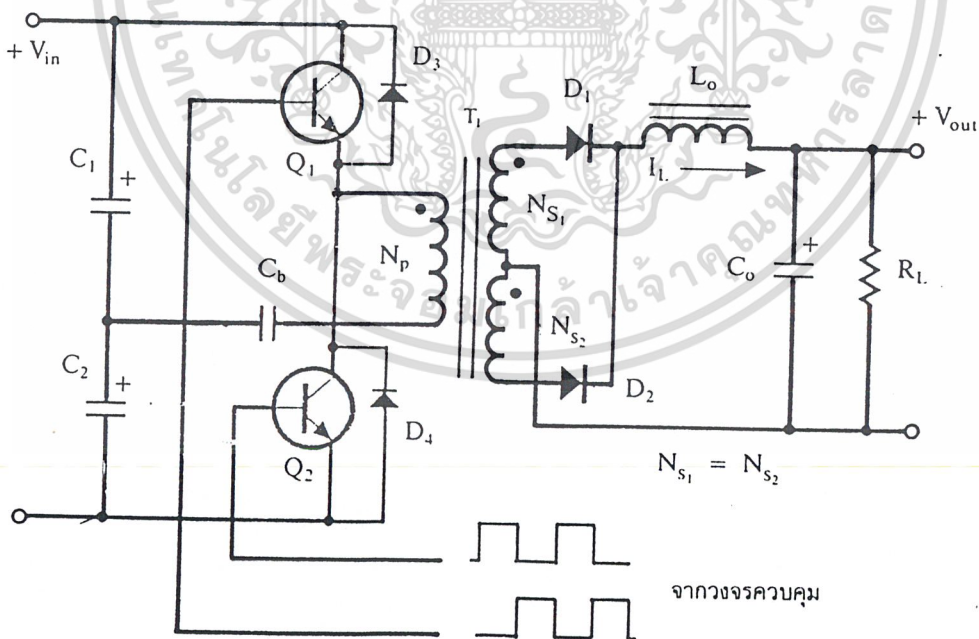 + Vin
D3
Q1
C1 +
T1
D1
Lo
+ Vout
IL
NS1
Np
Cb
Co
+
RL
NS2
C2 +
D4
D2
Q2
NS1 = NS2
จากวงจรควบคุม